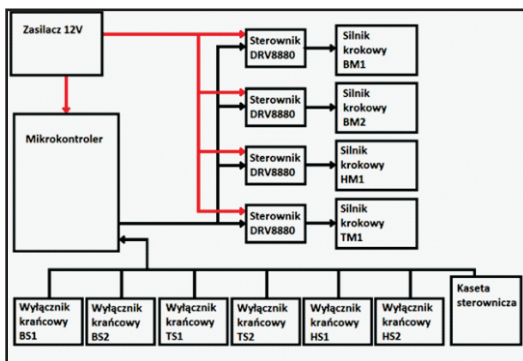 Zasilacz 12V
Sterownik
DRV8880
Silnik
krokowy
BM1
Sterownik
DRV8880
Silnik
krokowy
BM2
Mikrokontroler
Sterownik
DRV8880
Silnik
krokowy
HM1
Sterownik
DRV8880
Silnik
krokowy
TM1
Wyłącznik
krańcowy
BS1
Wyłącznik
krańcowy
BS2
Wyłącznik
krańcowy
TS1
Wyłącznik
krańcowy
TS2
Wyłącznik
krańcowy
HS1
Wyłącznik
krańcowy
HS2
Kaseta
sterownicza